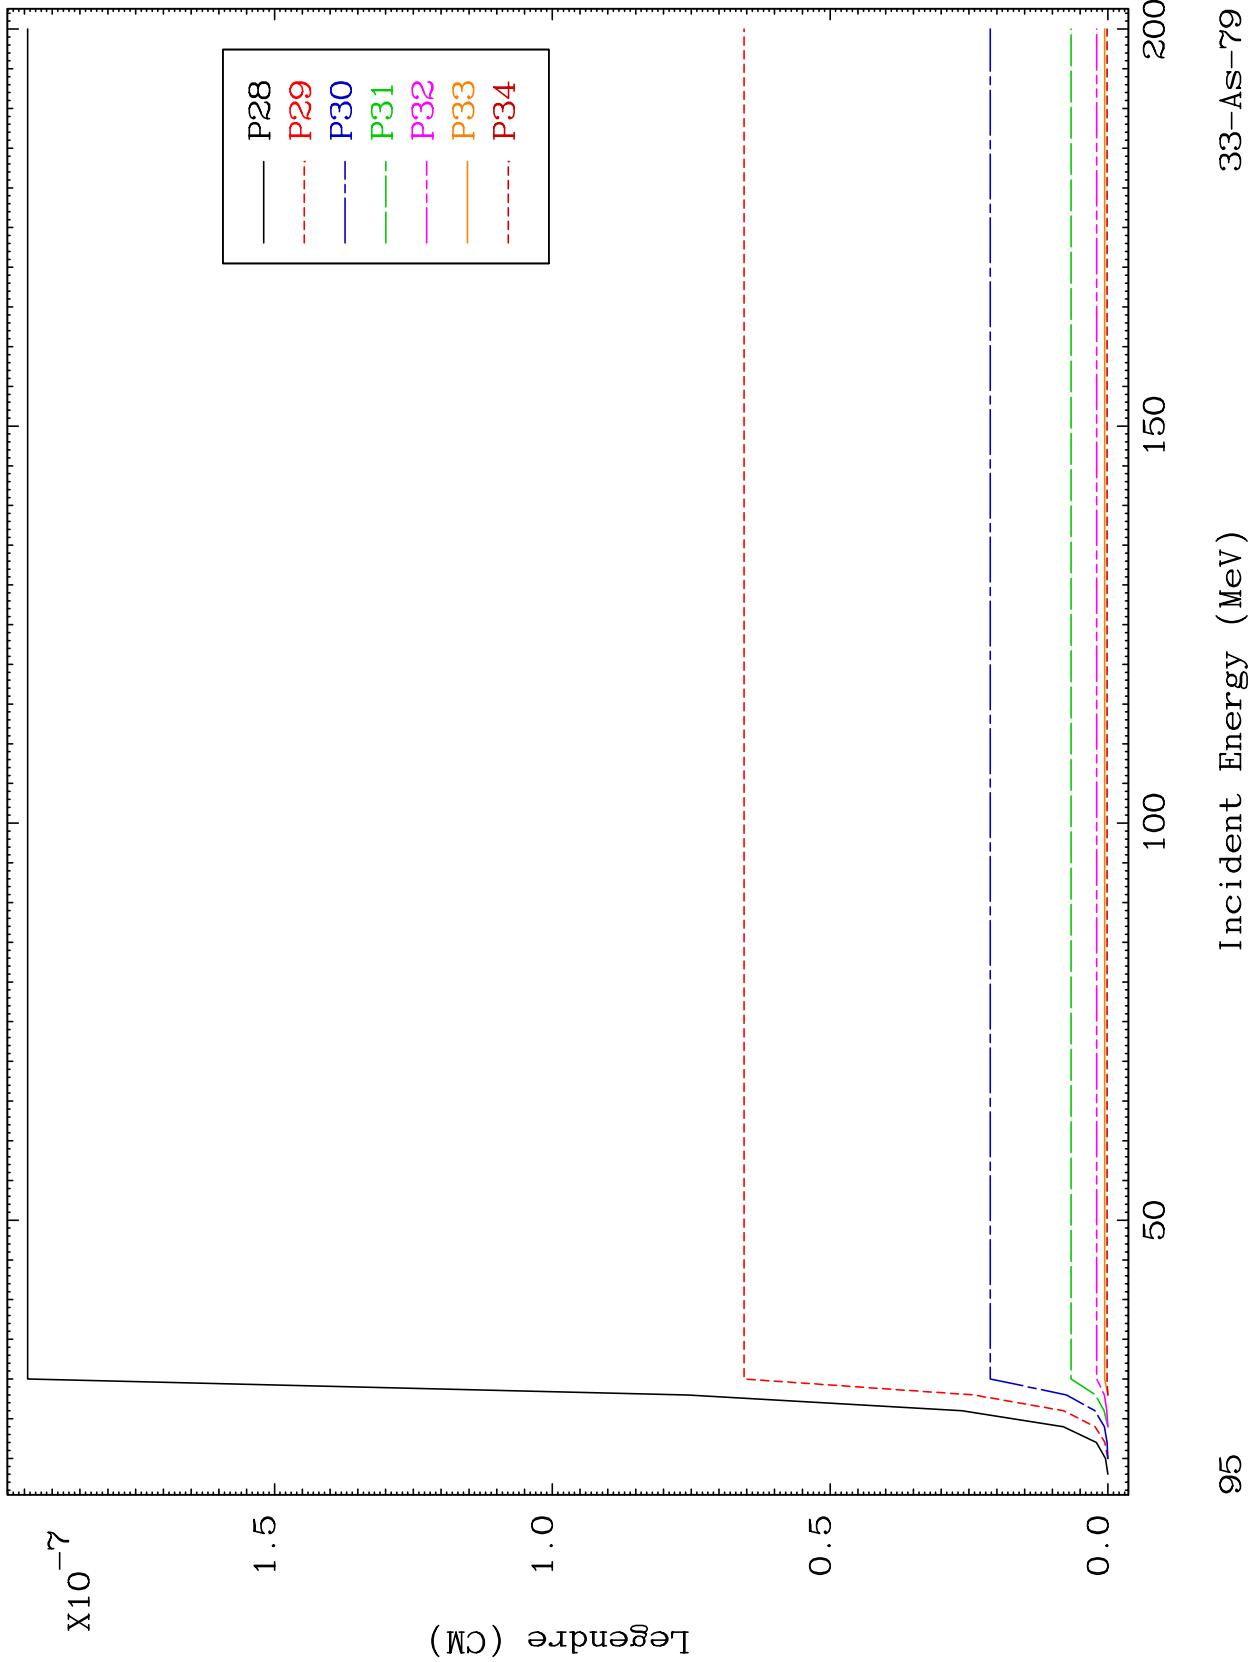 X10-7
1.5
1.0
0.5
0.0
Legendre (CM)
P28
P29
P30
P31
P32
P33
P34
50
100
150
200
95
Incident Energy (MeV)
33-As-79